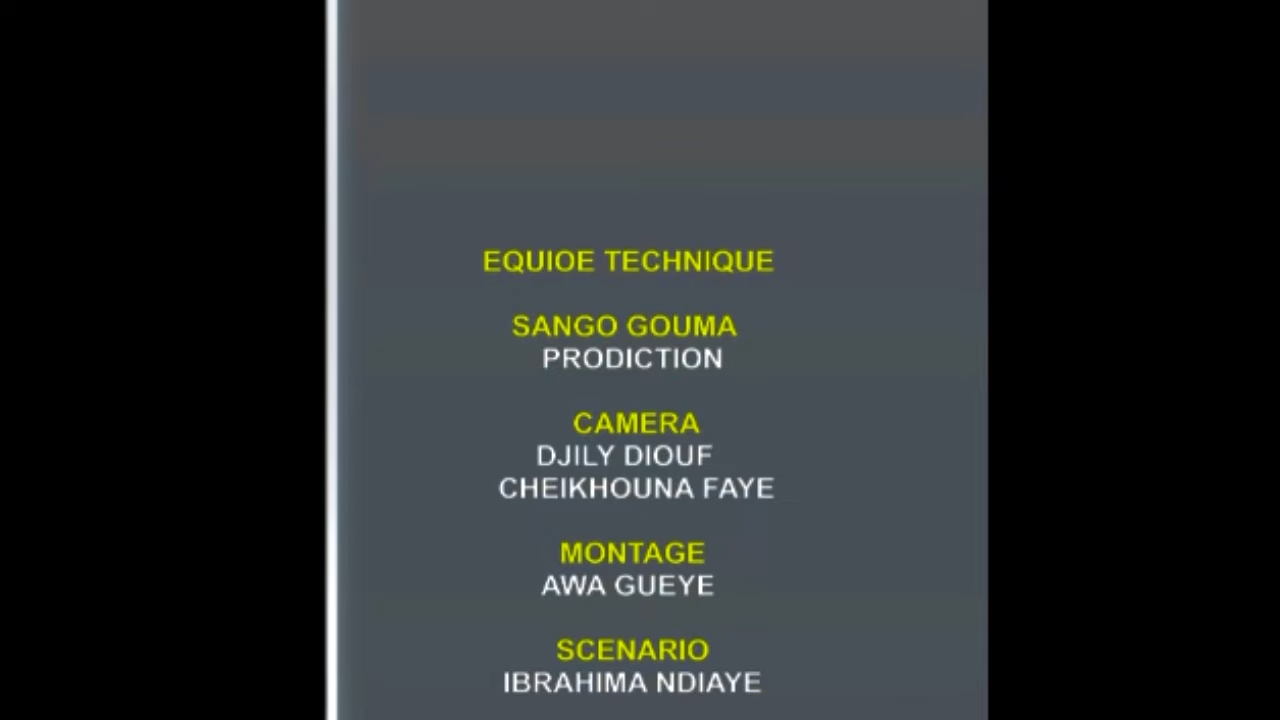 EQUIOE TECHNIQUE
SANGO GOUMA
PRODICTION
CAMERA
DJILY DIOUF
CHEIKHOUNA FAYE
MONTAGE
AWA GUEYE
SCENARIO
IBRAHIMA NDIAYE